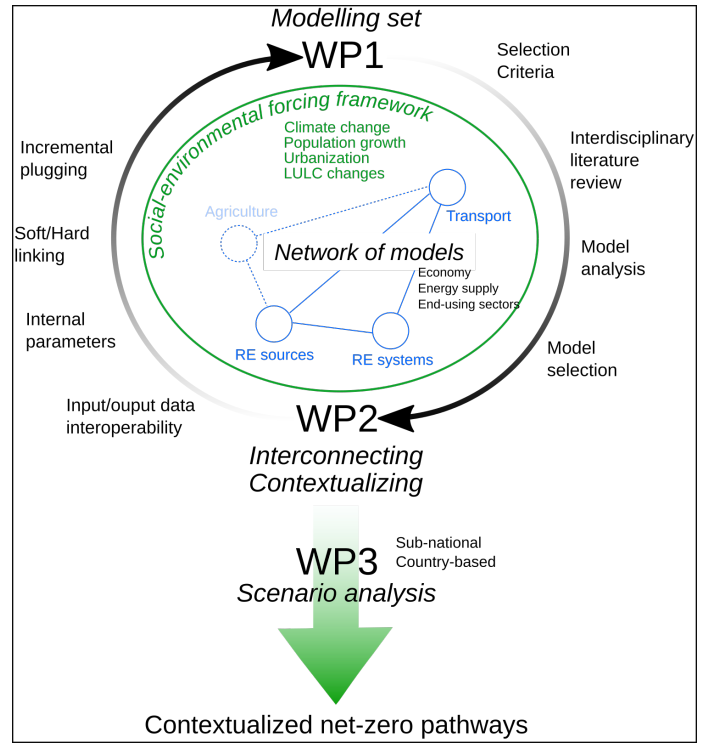 Modelling set
WP1
Selection
Criteria
Social-environmental forcing framework
Climate change
Population growth
Urbanization
LULC changes
Incremental
plugging
Interdisciplinary
literature
review
Agriculture
Transport
Soft/Hard
linking
Network of models
Model
analysis
Economy
Energy supply
End-using sectors
Internal
parameters
RE sources
RE systems
Model
selection
Input/ouput data
interoperability
WP2
Interconnecting
Contextualizing
WP3
Sub-national
Country-based
Scenario analysis
Contextualized net-zero pathways